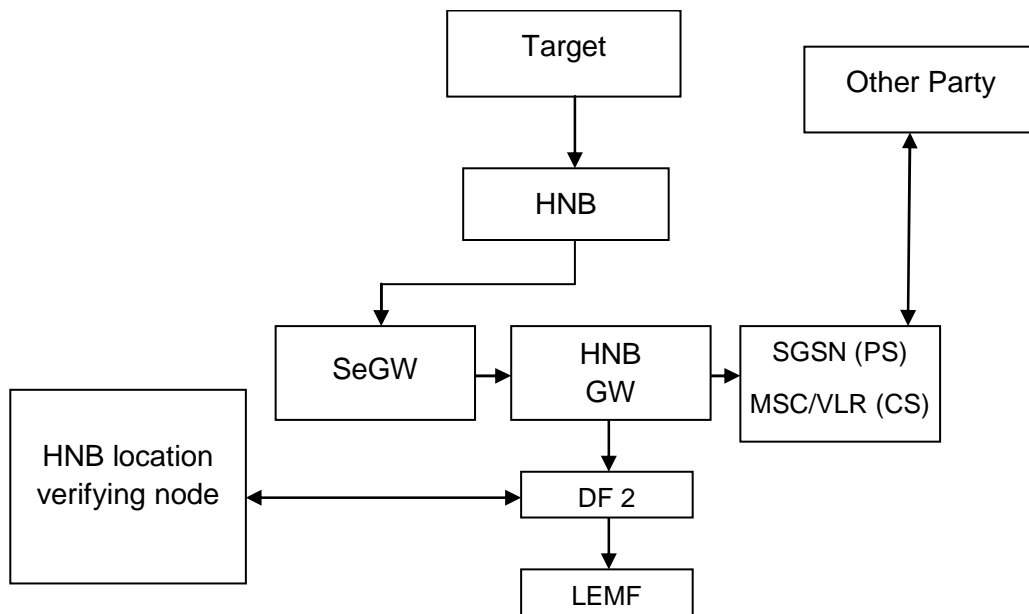 Target
Other Party
HNB
SeGW
HNB
GW
SGSN (PS)
MSC/VLR (CS)
HNB location
verifying node
DF 2
LEMF